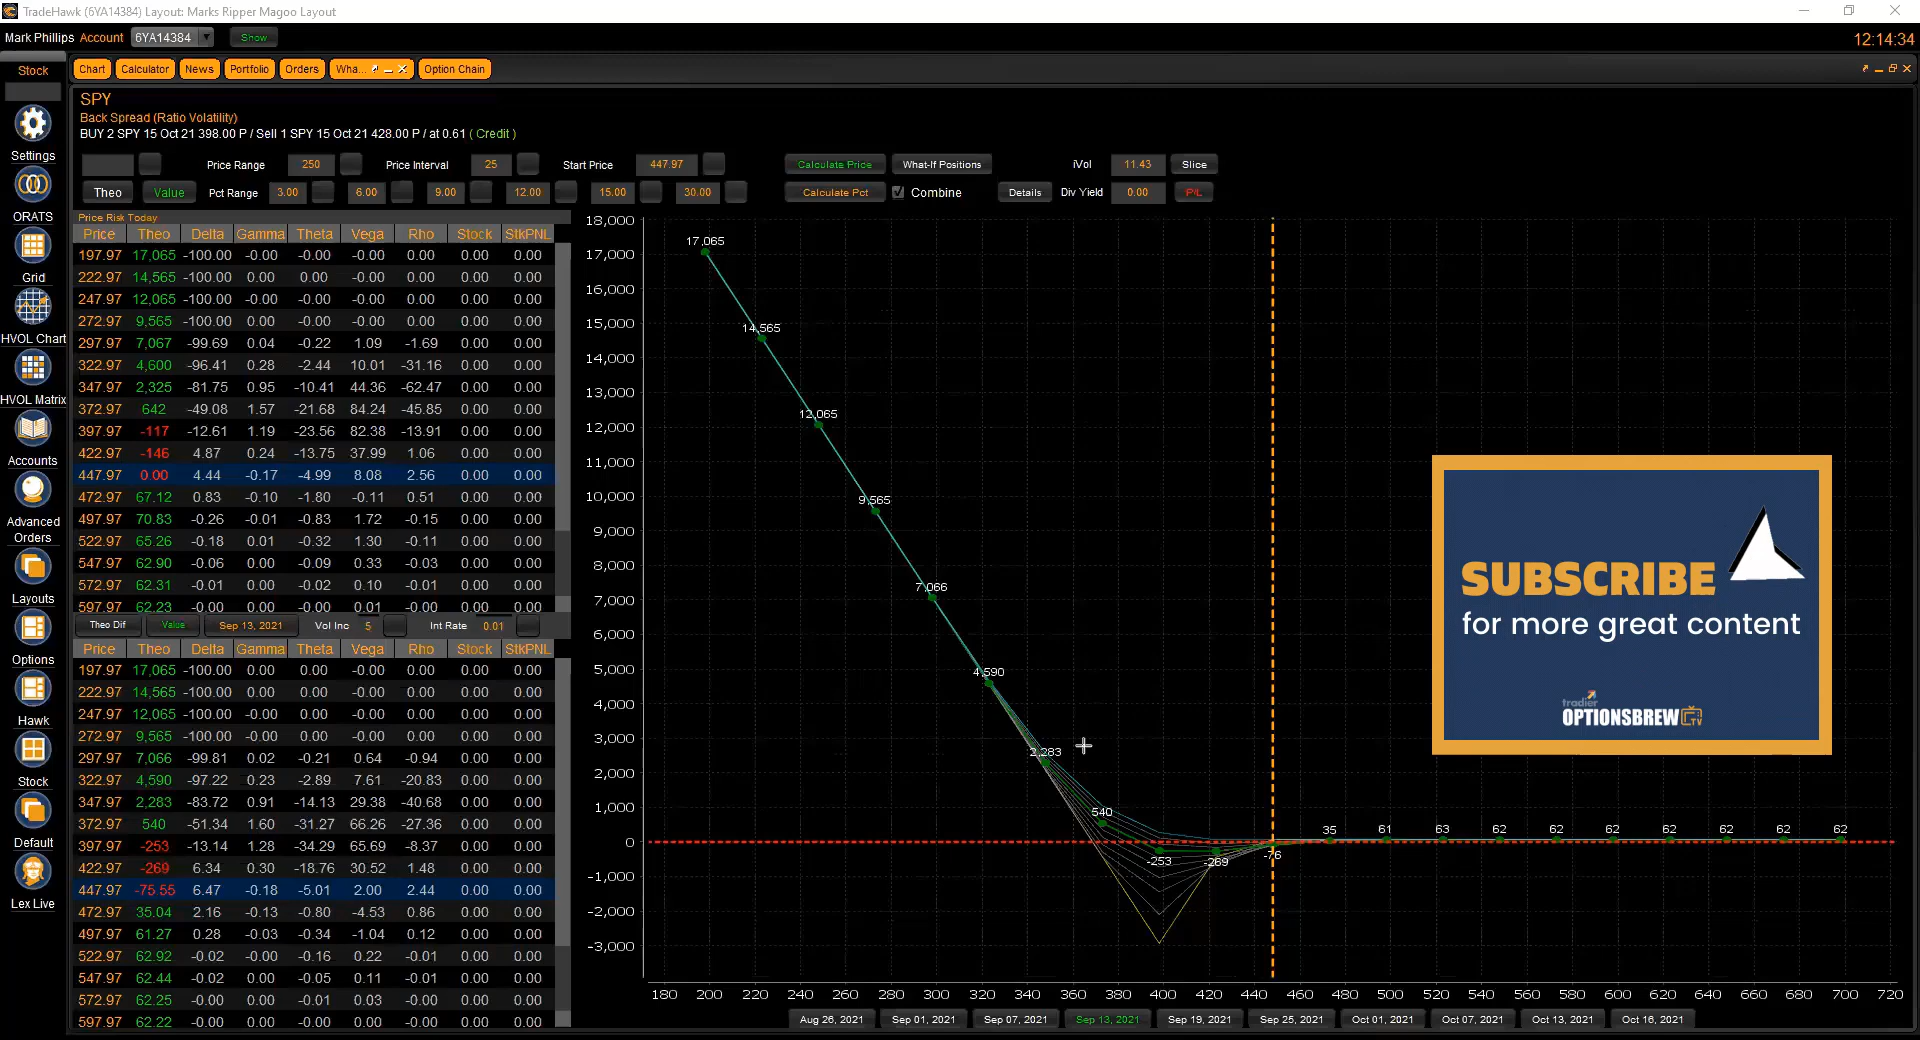 TradeHawk (6YA14384) Layout: Marks Ripper Magoo Layout
Mark Phillips Account 6YA14384 Show 12:14:34
Stock Chart Calculator News Portfolio Orders Wha... Option Chain
SPY
Back Spread (Ratio Volatility)
BUY 2 SPY 15 Oct 21 398.00 P / Sell 1 SPY 15 Oct 21 428.00 P / at 0.61 ( Credit )
Price Range 250 Price Interval 25 Start Price 447.97 Calculate Price What-If Positions iVol 11.43 Slice
Theo Value Pct Range 3.00 6.00 9.00 12.00 15.00 30.00 Calculate Pct Combine Details Div Yield 0.00 P/L
Settings
ORATS
Grid
HVOL Chart
HVOL Matrix
Accounts
Advanced
Orders
Layouts
Options
Hawk
Stock
Default
Lex Live
Price Risk Today
Price Theo Delta Gamma Theta Vega Rho Stock StkPNL
197.97 17,065 -100.00 -0.00 -0.00 -0.00 0.00 0.00 0.00
222.97 14,565 -100.00 -0.00 0.00 -0.00 0.00 0.00 0.00
247.97 12,065 -100.00 -0.00 -0.00 -0.00 0.00 0.00 0.00
272.97 9,565 -100.00 0.00 -0.00 -0.00 0.00 0.00 0.00
297.97 7,067 -99.69 0.04 -0.22 1.09 -1.69 0.00 0.00
322.97 4,600 -96.41 0.28 -2.44 10.01 -31.16 0.00 0.00
347.97 2,325 -81.75 0.95 -10.41 44.36 -62.47 0.00 0.00
372.97 642 -49.08 1.57 -21.68 84.24 -45.85 0.00 0.00
397.97 -117 -12.61 1.19 -23.56 82.38 -13.91 0.00 0.00
422.97 -146 4.87 0.24 -13.75 37.99 1.06 0.00 0.00
447.97 0.00 4.44 -0.17 -4.99 8.08 2.56 0.00 0.00
472.97 67.12 0.83 -0.10 -1.80 -0.11 0.51 0.00 0.00
497.97 70.83 -0.26 -0.01 -0.83 1.72 -0.15 0.00 0.00
522.97 65.26 -0.18 0.01 -0.32 1.30 -0.11 0.00 0.00
547.97 62.90 -0.06 0.00 -0.09 0.33 -0.03 0.00 0.00
572.97 62.31 -0.01 0.00 -0.02 0.10 -0.01 0.00 0.00
597.97 62.23 -0.00 0.00 -0.00 0.01 -0.00 0.00 0.00
Theo Dif Value Sep 13, 2021 Vol Inc 5 Int Rate 0.01
Price Theo Delta Gamma Theta Vega Rho Stock StkPNL
197.97 17,065 -100.00 0.00 0.00 -0.00 0.00 0.00 0.00
222.97 14,565 -100.00 0.00 -0.00 -0.00 0.00 0.00 0.00
247.97 12,065 -100.00 0.00 -0.00 -0.00 0.00 0.00 0.00
272.97 9,565 -100.00 0.00 -0.00 0.00 -0.00 0.00 0.00
297.97 7,066 -99.81 0.02 -0.21 0.64 -0.94 0.00 0.00
322.97 4,590 -97.22 0.23 -2.89 7.61 -20.83 0.00 0.00
347.97 2,283 -83.72 0.91 -14.13 29.38 -40.68 0.00 0.00
372.97 540 -51.34 1.60 -31.27 66.26 -27.36 0.00 0.00
397.97 -253 -13.14 1.28 -34.29 65.69 -8.37 0.00 0.00
422.97 -269 6.34 0.30 -18.76 30.52 1.48 0.00 0.00
447.97 -75.55 6.47 -0.18 -5.01 2.00 2.44 0.00 0.00
472.97 35.04 2.16 -0.13 -0.80 -4.53 0.86 0.00 0.00
497.97 61.27 0.28 -0.03 -0.34 -1.04 0.12 0.00 0.00
522.97 62.92 -0.02 -0.00 -0.16 0.22 -0.01 0.00 0.00
547.97 62.44 -0.02 0.00 -0.05 0.11 -0.01 0.00 0.00
572.97 62.25 -0.00 0.00 -0.01 0.03 -0.00 0.00 0.00
597.97 62.22 -0.00 0.00 -0.00 0.00 -0.00 0.00 0.00
18,000
17,000
16,000
15,000
14,000
13,000
12,000
11,000
10,000
9,000
8,000
7,000
6,000
5,000
4,000
3,000
2,000
1,000
0
-1,000
-2,000
-3,000
17,065
14,565
12,065
9,565
7,066
4,590
2,283
540
-253 -269 -76 35 61 63 62 62 62 62 62 62
180 200 220 240 260 280 300 320 340 360 380 400 420 440 460 480 500 520 540 560 580 600 620 640 660 680 700 720
Aug 26, 2021 Sep 01, 2021 Sep 07, 2021 Sep 13, 2021 Sep 19, 2021 Sep 25, 2021 Oct 01, 2021 Oct 07, 2021 Oct 13, 2021 Oct 16, 2021
SUBSCRIBE
for more great content
tradier
OPTIONSBREW TV